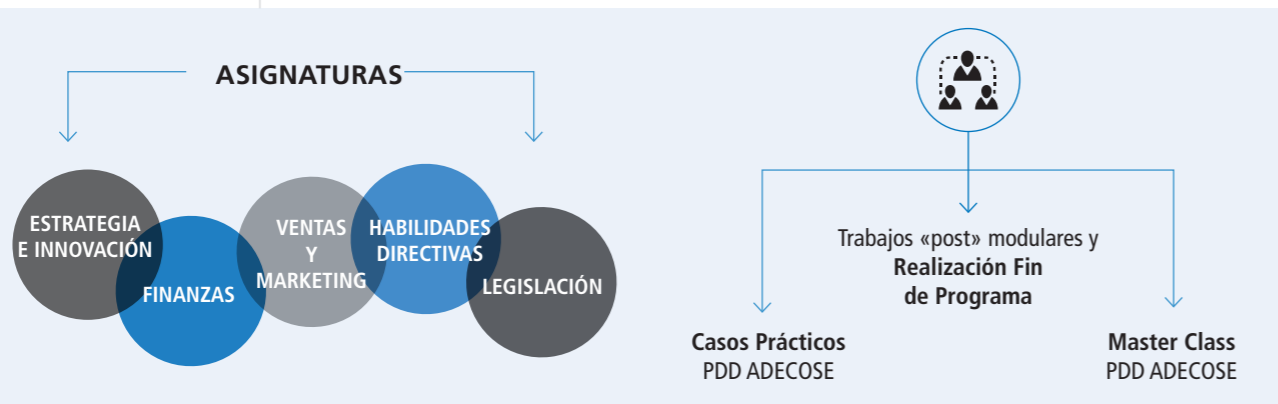 ASIGNATURAS
ESTRATEGIA
E INNOVACIÓN
FINANZAS
VENTAS
Y
MARKETING
HABILIDADES
DIRECTIVAS
LEGISLACIÓN
Trabajos «post» modulares y
Realización Fin
de Programa
Casos Prácticos
PDD ADECOSE
Master Class
PDD ADECOSE